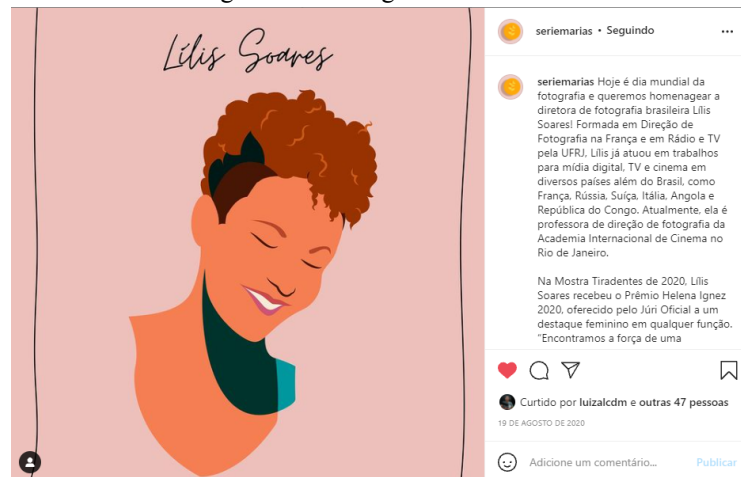 Lílis Soares
seriemarias • Seguindo
seriemarias Hoje é dia mundial da
fotografia e queremos homenagear a
diretora de fotografia brasileira Lílis
Soares! Formada em Direção de
Fotografia na França e em Rádio e TV
pela UFRJ, Lílis já atuou em trabalhos
para mídia digital, TV e cinema em
diversos países além do Brasil, como
França, Rússia, Suíça, Itália, Angola e
República do Congo. Atualmente, ela é
professora de direção de fotografia da
Academia Internacional de Cinema no
Rio de Janeiro.
Na Mostra Tiradentes de 2020, Lílis
Soares recebeu o Prêmio Helena Ignez
2020, oferecido pelo Júri Oficial a um
destaque feminino em qualquer função.
"Encontramos a força de uma
Curtido por luizalcdm e outras 47 pessoas
19 DE AGOSTO DE 2020
Adicione um comentário... Publicar